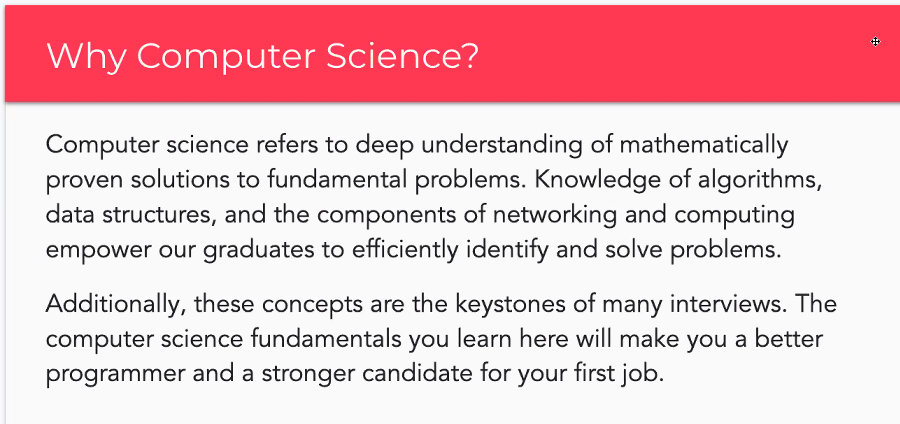 Why Computer Science?
Computer science refers to deep understanding of mathematically
proven solutions to fundamental problems. Knowledge of algorithms,
data structures, and the components of networking and computing
empower our graduates to efficiently identify and solve problems.
Additionally, these concepts are the keystones of many interviews. The
computer science fundamentals you learn here will make you a better
programmer and a stronger candidate for your first job.